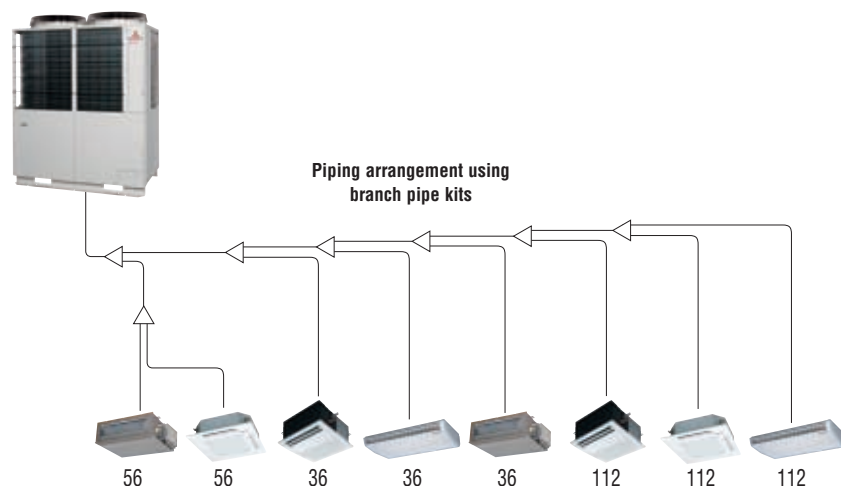 Piping arrangement using
branch pipe kits
56 56 36 36 36 112 112 112